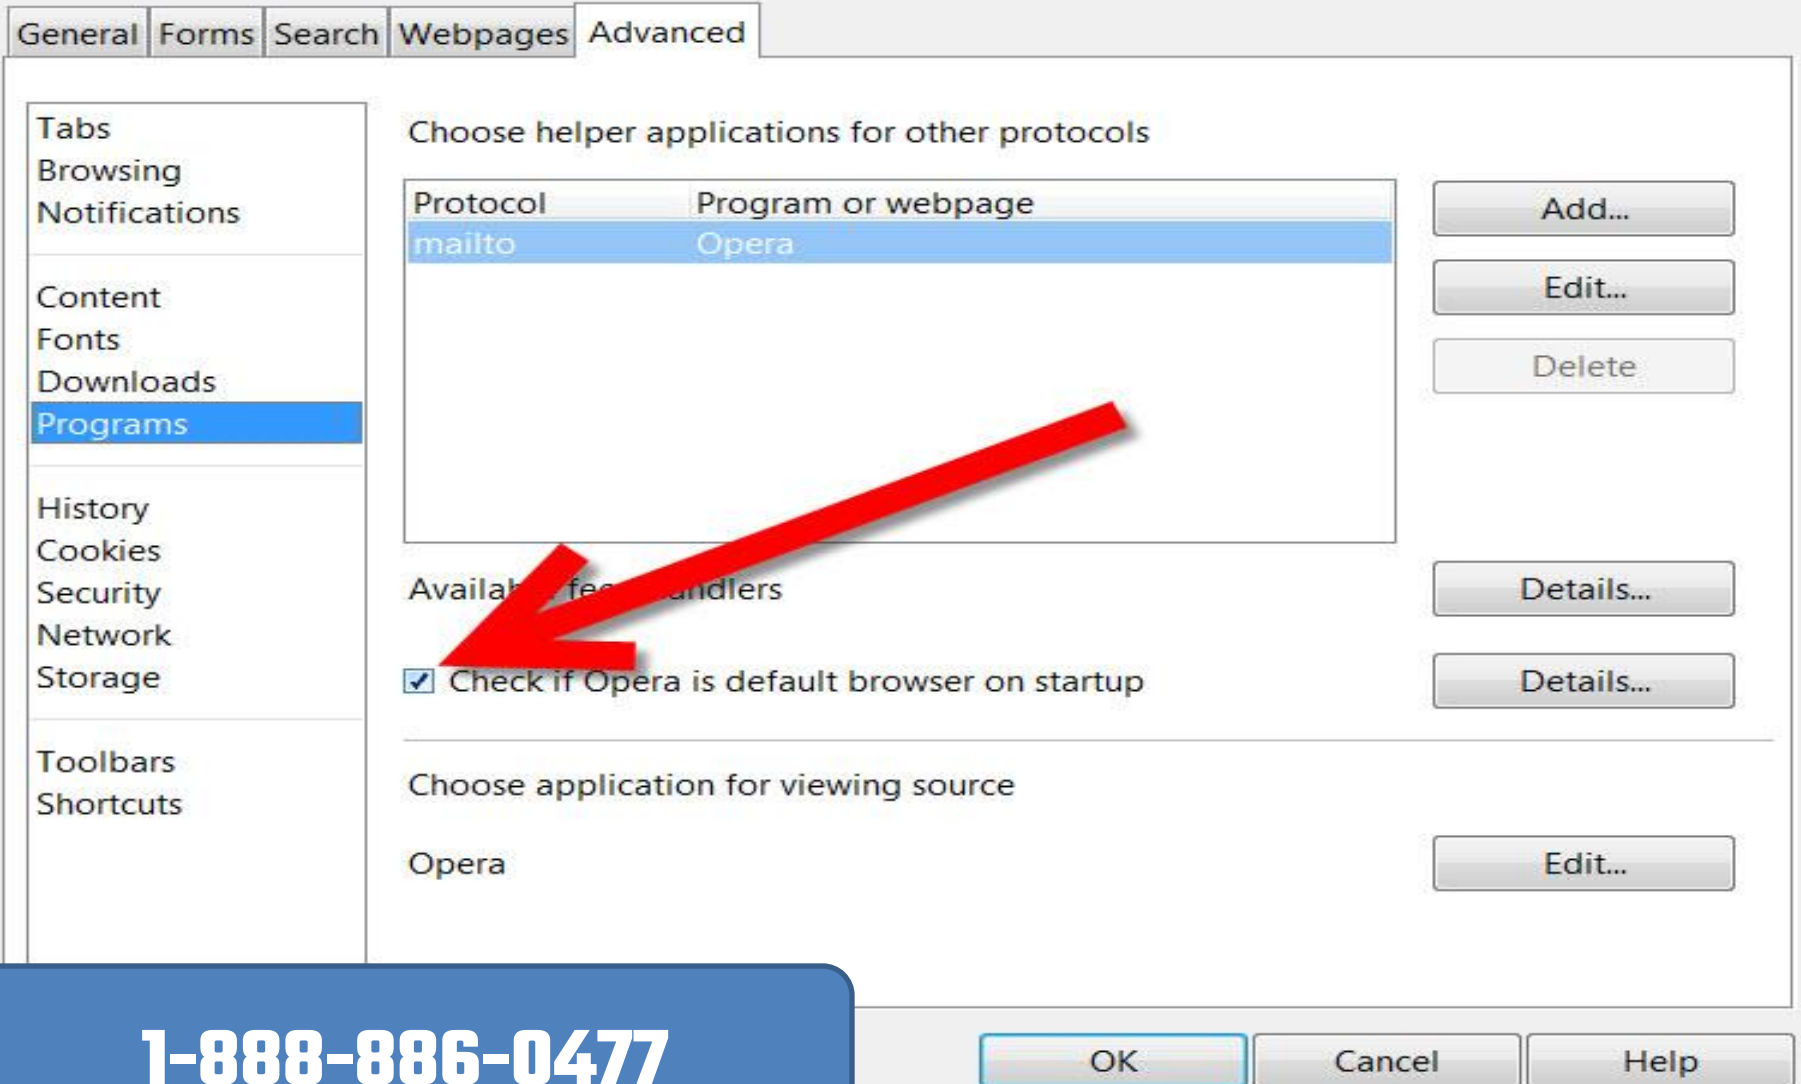 General Forms Search Webpages Advanced
Tabs
Browsing
Notifications
Content
Fonts
Downloads
Programs
History
Cookies
Security
Network
Storage
Toolbars
Shortcuts
Choose helper applications for other protocols
Protocol Program or webpage
mailto Opera
Add...
Edit...
Delete
Details...
Check if Opera is default browser on startup
Details...
Choose application for viewing source
Opera
Edit...
1-888-886-0477
OK Cancel Help